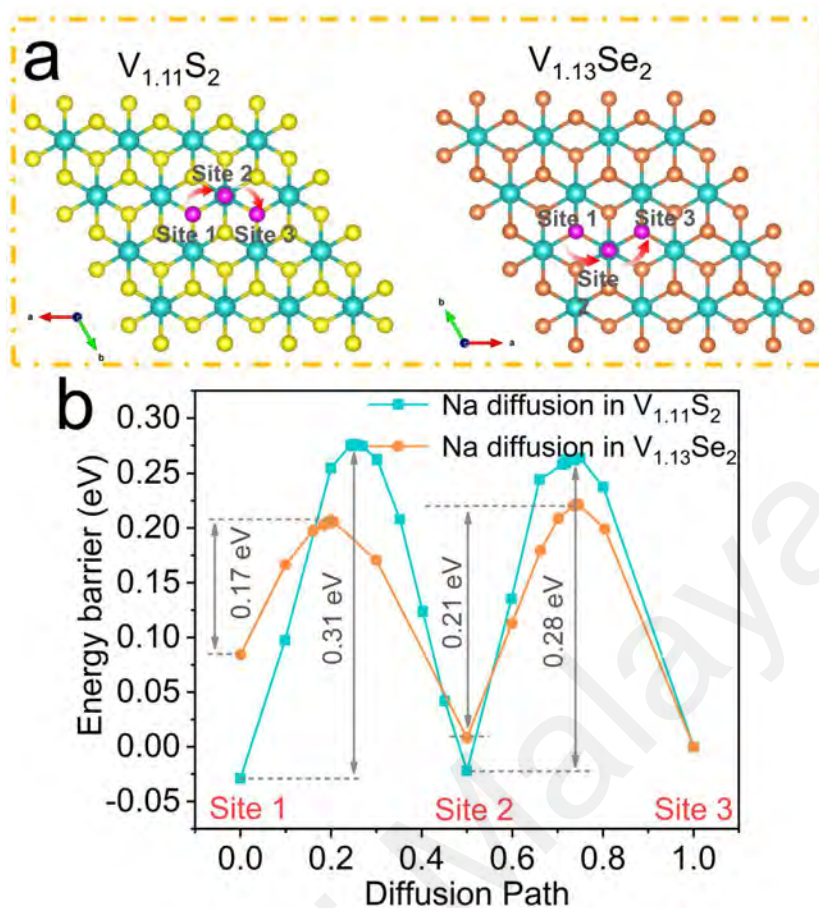 a
V1.11S2
V1.13Se2
Site 2
Site 1
Site 3
Site 1
Site 3
Site
2
a
b
b
a
b
Na diffusion in V1.11S2
Na diffusion in V1.13Se2
Energy barrier (eV)
0.30
0.25
0.20
0.15
0.10
0.05
0.00
-0.05
0.17 eV
0.31 eV
0.21 eV
0.28 eV
Site 1
Site 2
Site 3
0.0
0.2
0.4
0.6
0.8
1.0
Diffusion Path
Malaya